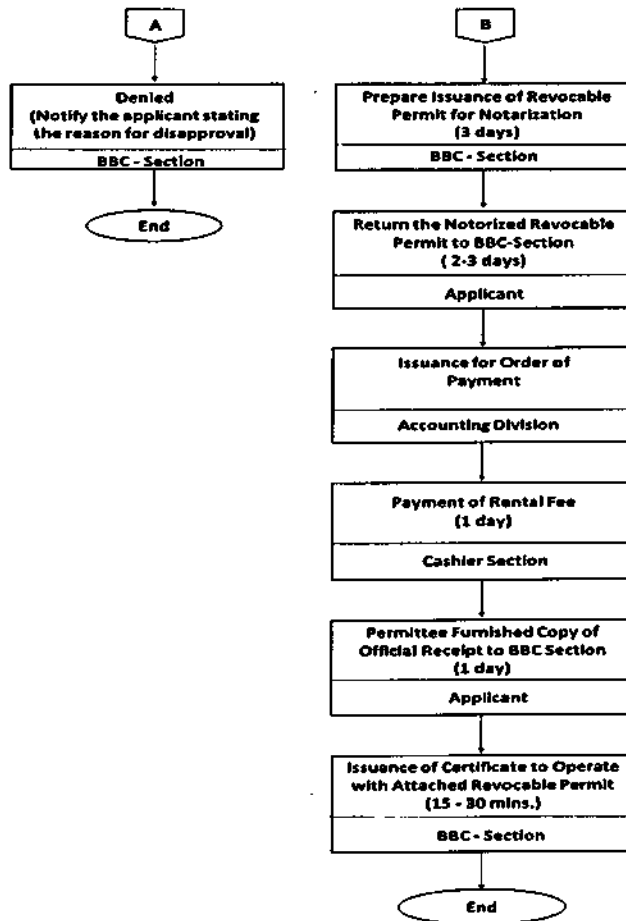 A
Denied
(Notify the applicant stating
the reason for disapproval)
BBC - Section
End
B
Prepare Issuance of Revocable
Permit for Notarization
(3 days)
BBC - Section
Return the Notorized Revocable
Permit to BBC-Section
( 2-3 days)
Applicant
Issuance for Order of
Payment
Accounting Division
Payment of Rental Fee
(1 day)
Cashier Section
Permittee Furnished Copy of
Official Receipt to BBC Section
(1 day)
Applicant
Issuance of Certificate to Operate
with Attached Revocable Permit
(15 - 30 mins.)
BBC - Section
End